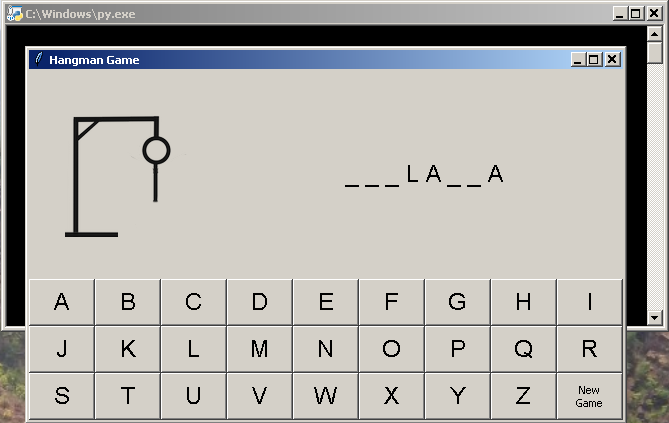 C:\Windows\py.exe
Hangman Game
_ _ _ L A _ _ A
A B C D E F G H I
J K L M N O P Q R
S T U V W X Y Z New
Game